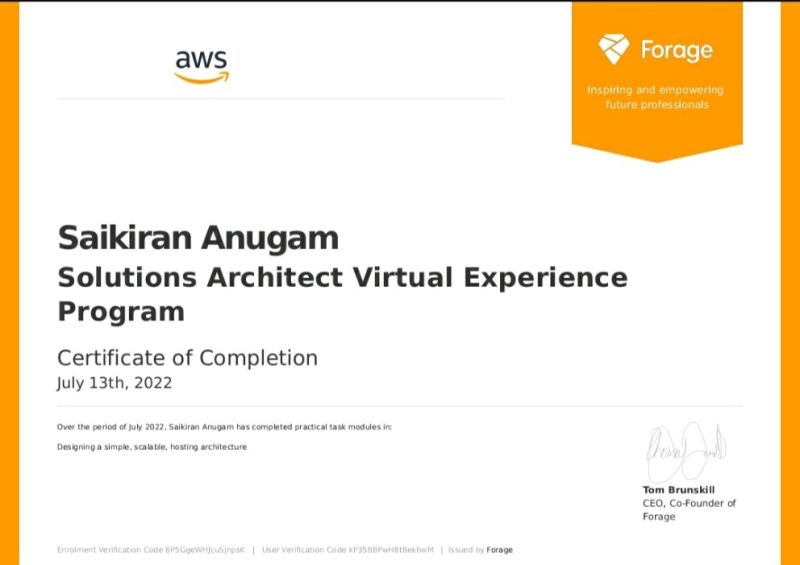 aws
Forage
Inspiring and empowering
future professionals
Saikiran Anugam
Solutions Architect Virtual Experience
Program
Certificate of Completion
July 13th, 2022
Over the period of July 2022, Saikiran Anugam has completed practical task modules in:
Designing a simple, scalable, hosting architecture
Tom Brunskill
CEO, Co-Founder of
Forage
Enrolment Verification Code 8P5GgeWHJcuSjnpsK | User Verification Code kP358BPwH8tBek6wM | Issued by Forage